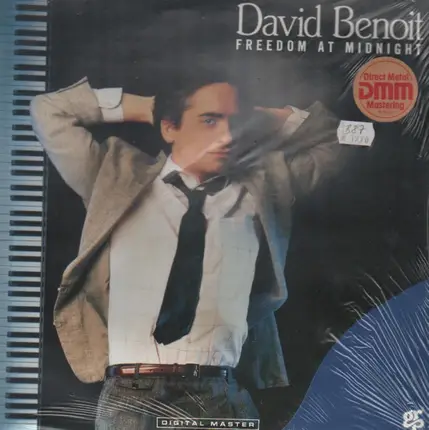 David Benoit
FREEDOM AT MIDNIGHT
Direct Metal
DMM
Mastering
DIGITAL MASTER
grp